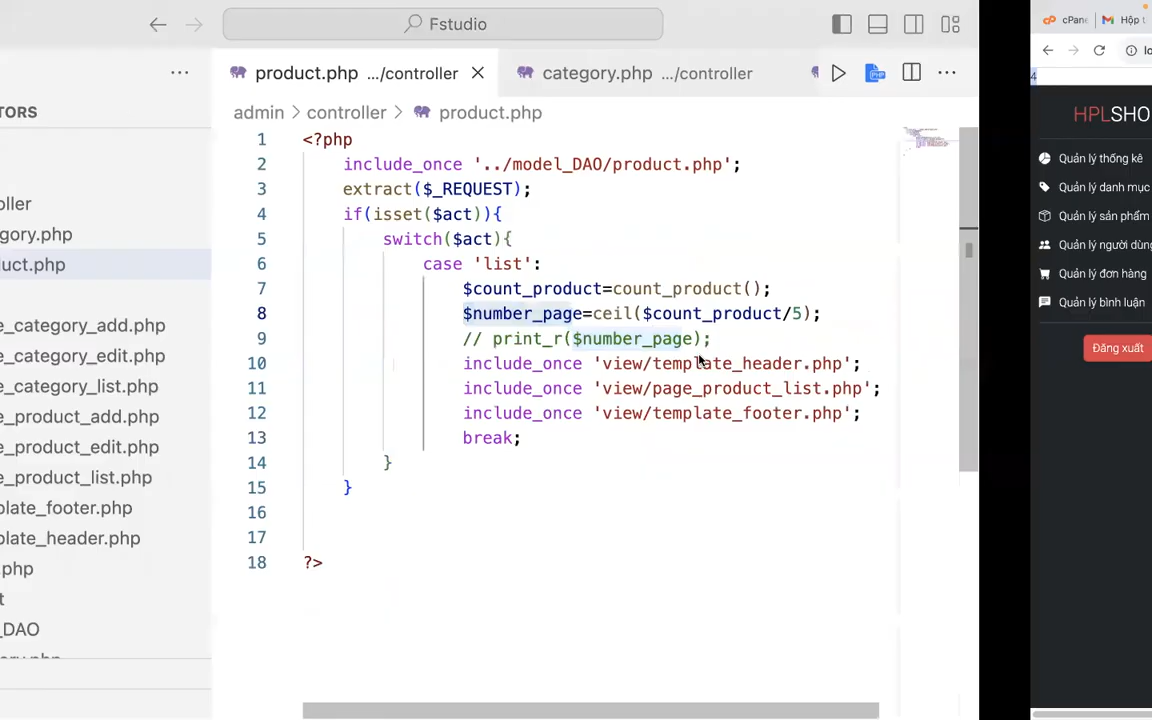 Fstudio
cPane
Hộp t
product.php .../controller
category.php .../controller
lo
4
TORS
admin > controller > product.php
HPLSHO
1 <?php
2 include_once '../model_DAO/product.php';
3 extract($_REQUEST);
4 if(isset($act)){
5 switch($act){
6 case 'list':
7 $count_product=count_product();
8 $number_page=ceil($count_product/5);
9 // print_r($number_page);
10 include_once 'view/template_header.php';
11 include_once 'view/page_product_list.php';
12 include_once 'view/template_footer.php';
13 break;
14 }
15 }
16
17
18 ?>
oller
gory.php
uct.php
e_category_add.php
e_category_edit.php
e_category_list.php
e_product_add.php
e_product_edit.php
e_product_list.php
plate_footer.php
plate_header.php
.php
t
_DAO
Quản lý thống kê
Quản lý danh mục
Quản lý sản phẩm
Quản lý người dùng
Quản lý đơn hàng
Quản lý bình luận
Đăng xuất